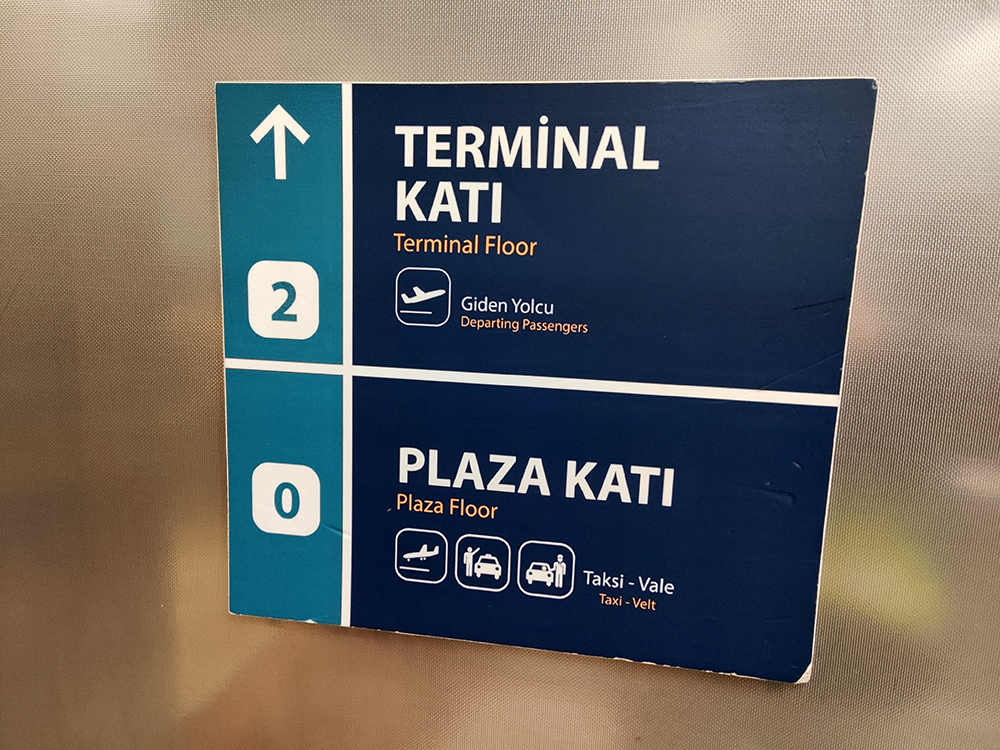 TERMİNAL
KATI
Terminal Floor
2
Giden Yolcu
Departing Passengers
0
PLAZA KATI
Plaza Floor
Taksi - Vale
Taxi - Velt